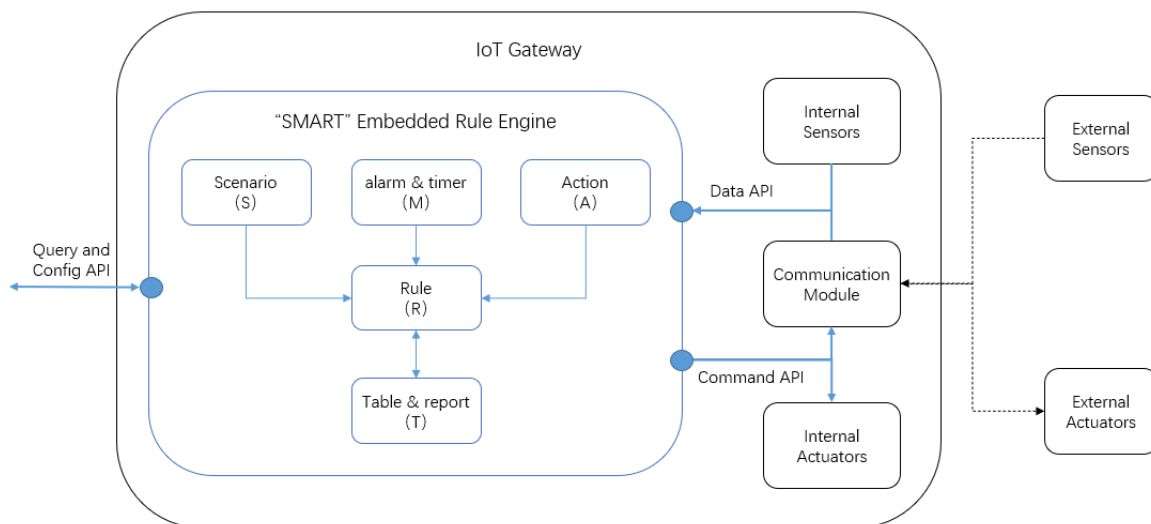 IoT Gateway
“SMART” Embedded Rule Engine
Scenario
(S)
alarm & timer
(M)
Action
(A)
Rule
(R)
Table & report
(T)
Query and
Config API
Data API
Command API
Internal
Sensors
Communication
Module
Internal
Actuators
External
Sensors
External
Actuators